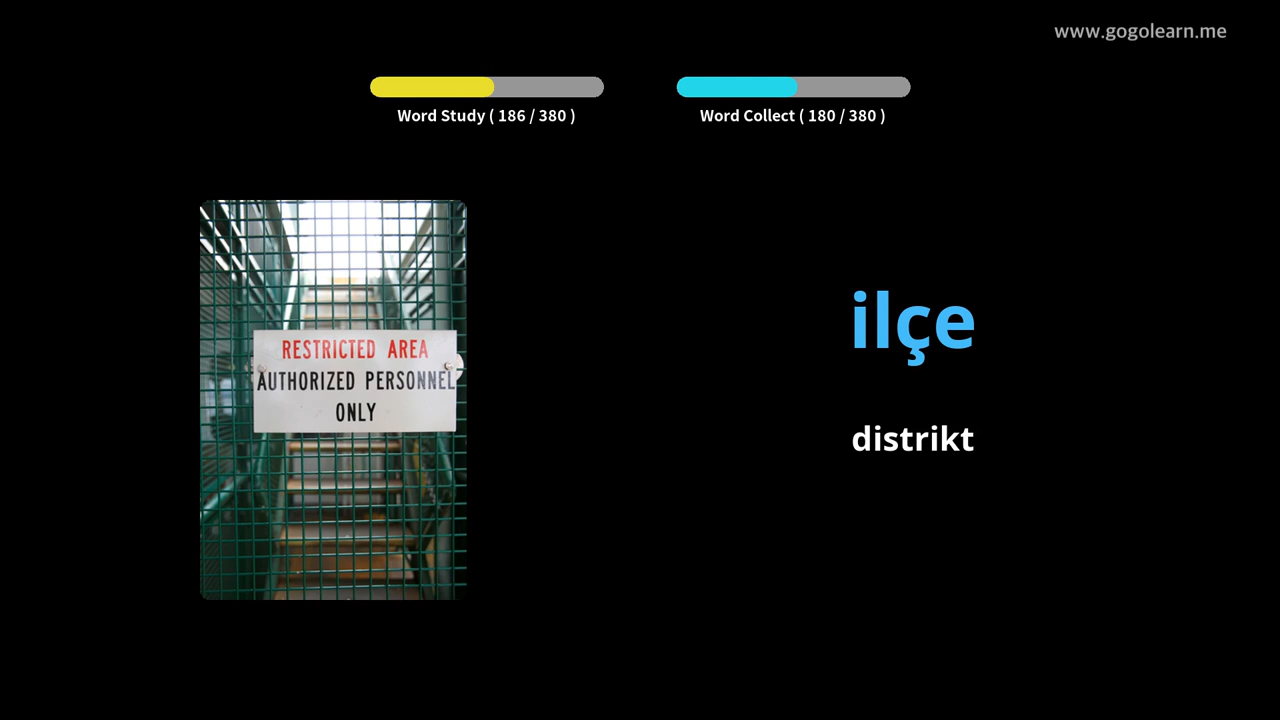 www.gogolearn.me
Word Study ( 186 / 380 )
Word Collect ( 180 / 380 )
RESTRICTED AREA
AUTHORIZED PERSONNEL
ONLY
ilçe
distrikt